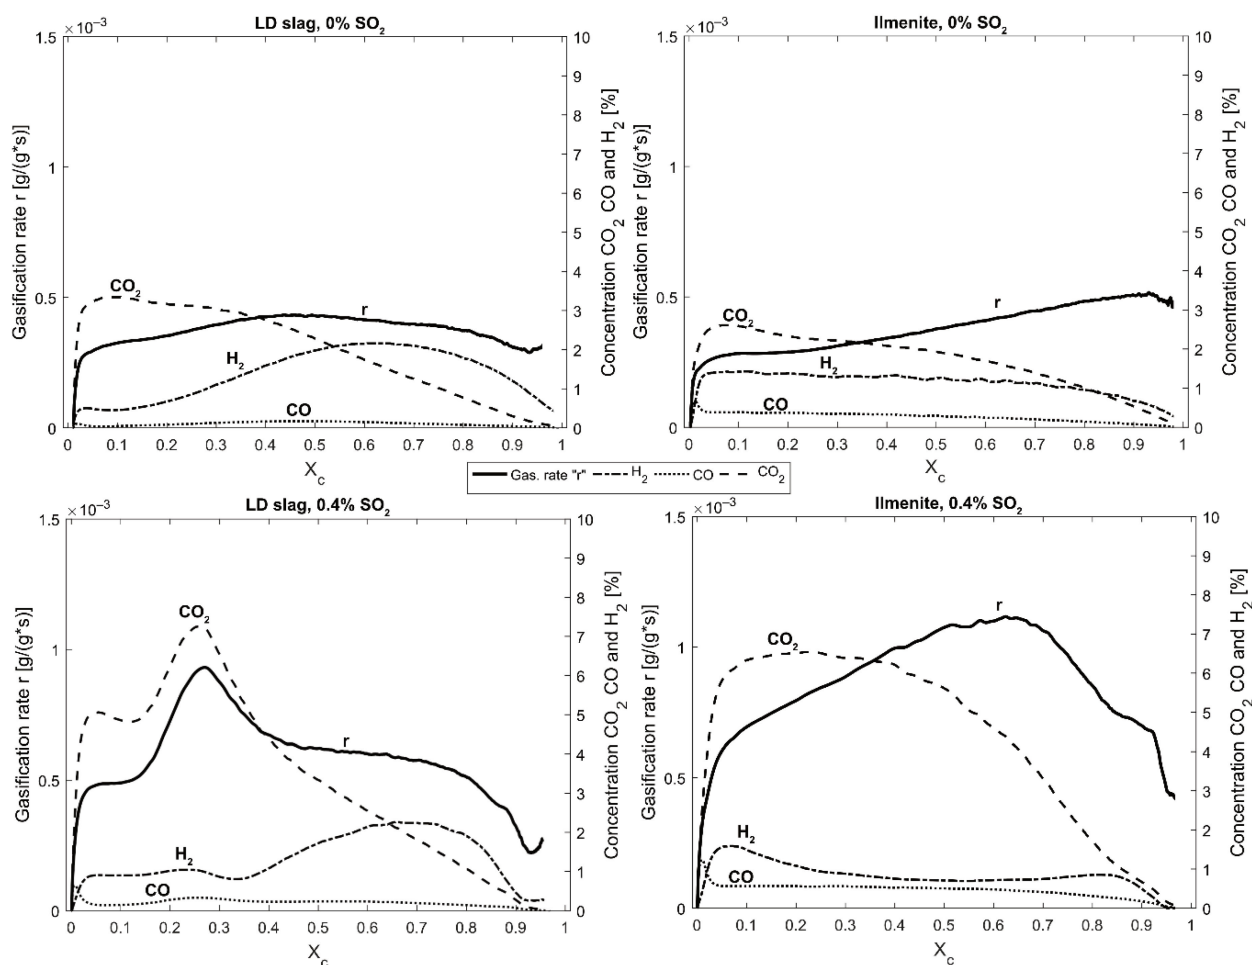 LD slag, 0% SO2
×10−3
1.5
1
0.5
0
Gasification rate r [g/(g*s)]
10
9
8
7
6
5
4
3
2
1
0
Concentration CO2 CO and H2 [%]
CO2
r
H2
CO
0 0.1 0.2 0.3 0.4 0.5 0.6 0.7 0.8 0.9 1
Xc
Ilmenite, 0% SO2
×10−3
1.5
1
0.5
0
Gasification rate r [g/(g*s)]
10
9
8
7
6
5
4
3
2
1
0
Concentration CO2 CO and H2 [%]
r
CO2
H2
CO
0 0.1 0.2 0.3 0.4 0.5 0.6 0.7 0.8 0.9 1
Xc
Gas. rate "r" H2 CO CO2
LD slag, 0.4% SO2
×10−3
1.5
1
0.5
0
Gasification rate r [g/(g*s)]
10
9
8
7
6
5
4
3
2
1
0
Concentration CO2 CO and H2 [%]
CO2
r
H2
CO
0 0.1 0.2 0.3 0.4 0.5 0.6 0.7 0.8 0.9 1
Xc
Ilmenite, 0.4% SO2
×10−3
1.5
1
0.5
0
Gasification rate r [g/(g*s)]
10
9
8
7
6
5
4
3
2
1
0
Concentration CO2 CO and H2 [%]
r
CO2
H2
CO
0 0.1 0.2 0.3 0.4 0.5 0.6 0.7 0.8 0.9 1
Xc